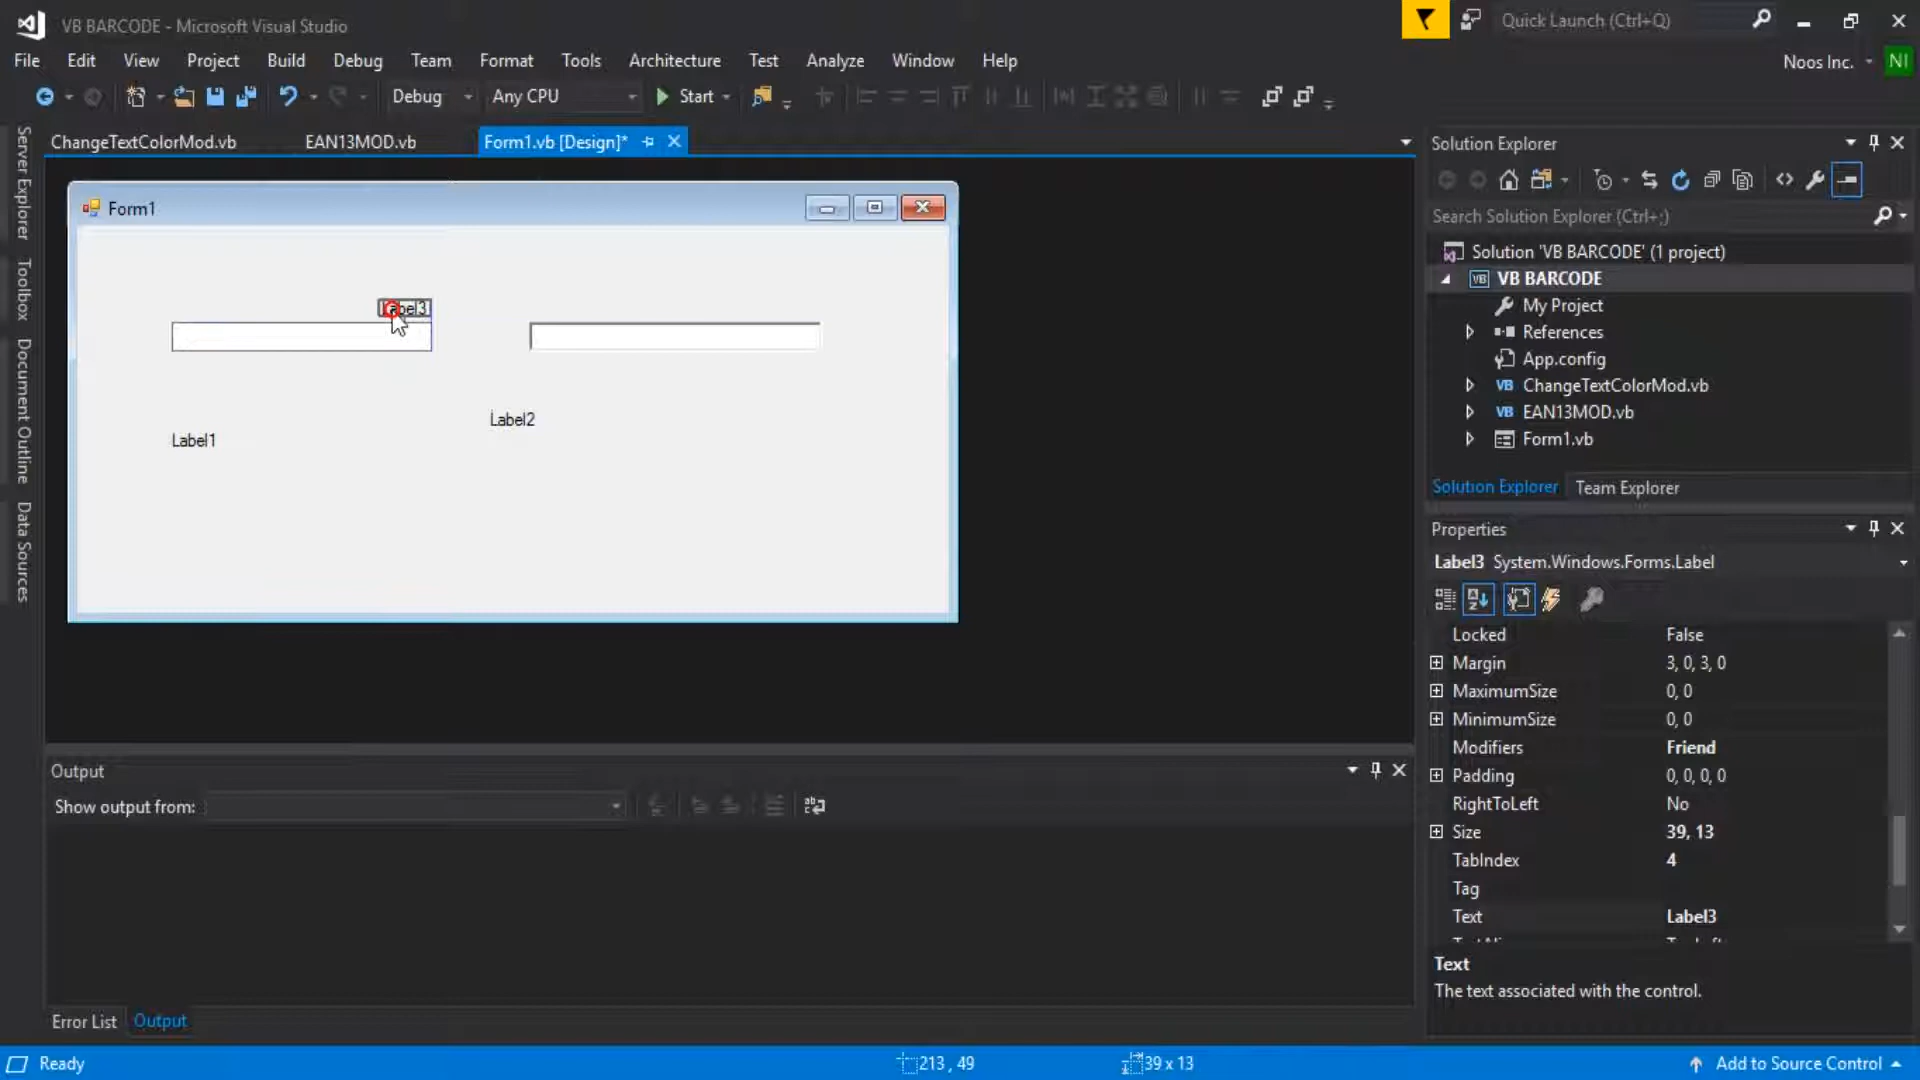 VB BARCODE - Microsoft Visual Studio
Quick Launch (Ctrl+Q)
File Edit View Project Build Debug Team Format Tools Architecture Test Analyze Window Help
Noos Inc.
NI
Debug Any CPU Start
ChangeTextColorMod.vb EAN13MOD.vb Form1.vb [Design]*
Server Explorer
Toolbox
Document Outline
Data Sources
Form1
Label3
Label2
Label1
Solution Explorer
Search Solution Explorer (Ctrl+;)
Solution 'VB BARCODE' (1 project)
VB BARCODE
My Project
References
App.config
VB ChangeTextColorMod.vb
VB EAN13MOD.vb
Form1.vb
Solution Explorer Team Explorer
Properties
Label3 System.Windows.Forms.Label
Locked False
Margin 3, 0, 3, 0
MaximumSize 0, 0
MinimumSize 0, 0
Modifiers Friend
Padding 0, 0, 0, 0
RightToLeft No
Size 39, 13
TabIndex 4
Tag
Text Label3
Text
The text associated with the control.
Output
Show output from:
Error List Output
Ready
213 , 49
39 x 13
Add to Source Control